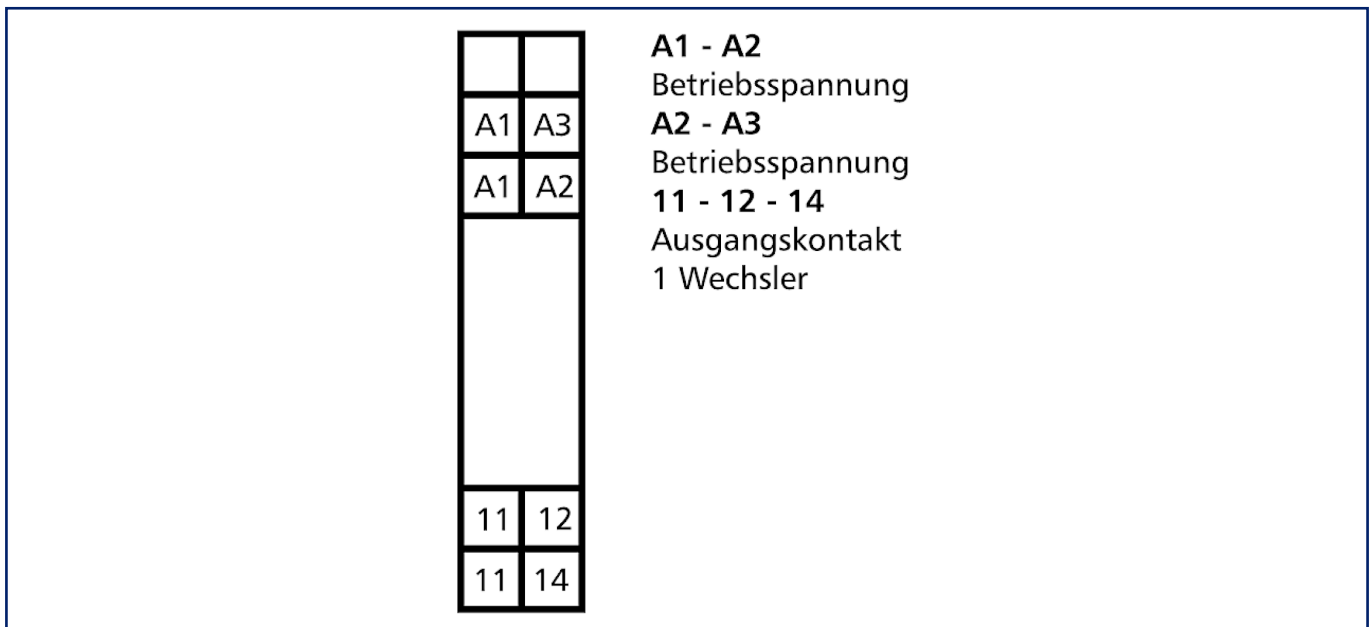 A1 A3
A1 A2
11 12
11 14
A1 - A2
Betriebsspannung
A2 - A3
Betriebsspannung
11 - 12 - 14
Ausgangskontakt
1 Wechsler